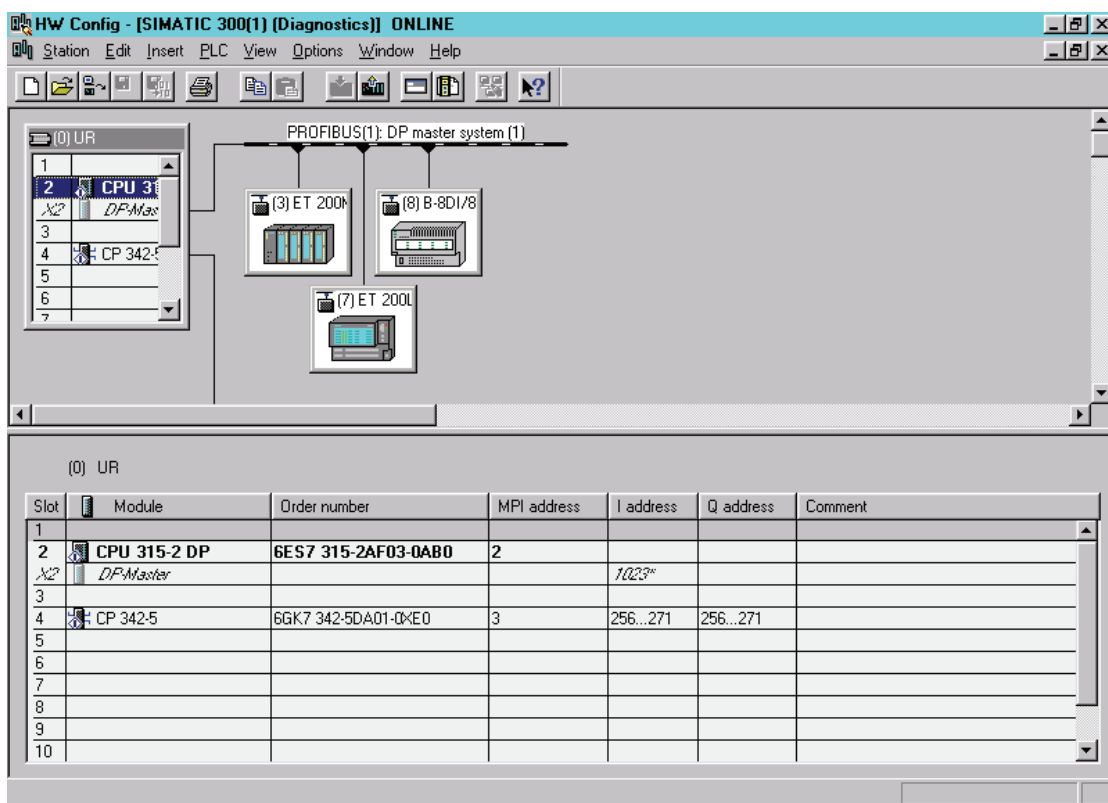 HW Config - [SIMATIC 300(1) (Diagnostics)] ONLINE
Station Edit Insert PLC View Options Window Help
(0) UR
1
2 CPU 31
X2 DP-Mas
3
4 CP 342-5
5
6
7
PROFIBUS(1): DP master system (1)
(3) ET 200M
(8) B-8DI/8
(7) ET 200L
(0) UR
Slot Module Order number MPI address I address Q address Comment
1
2 CPU 315-2 DP 6ES7 315-2AF03-0AB0 2
X2 DP-Master 1023*
3
4 CP 342-5 6GK7 342-5DA01-0XE0 3 256...271 256...271
5
6
7
8
9
10